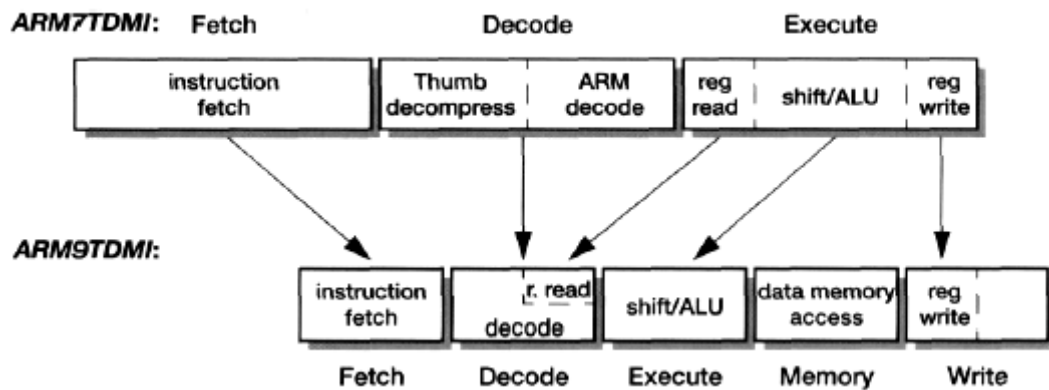 ARM7TDMI: Fetch Decode Execute
instruction fetch
Thumb decompress
ARM decode
reg read
shift/ALU
reg write
ARM9TDMI:
instruction fetch
r. read
decode
shift/ALU
data memory access
reg write
Fetch Decode Execute Memory Write